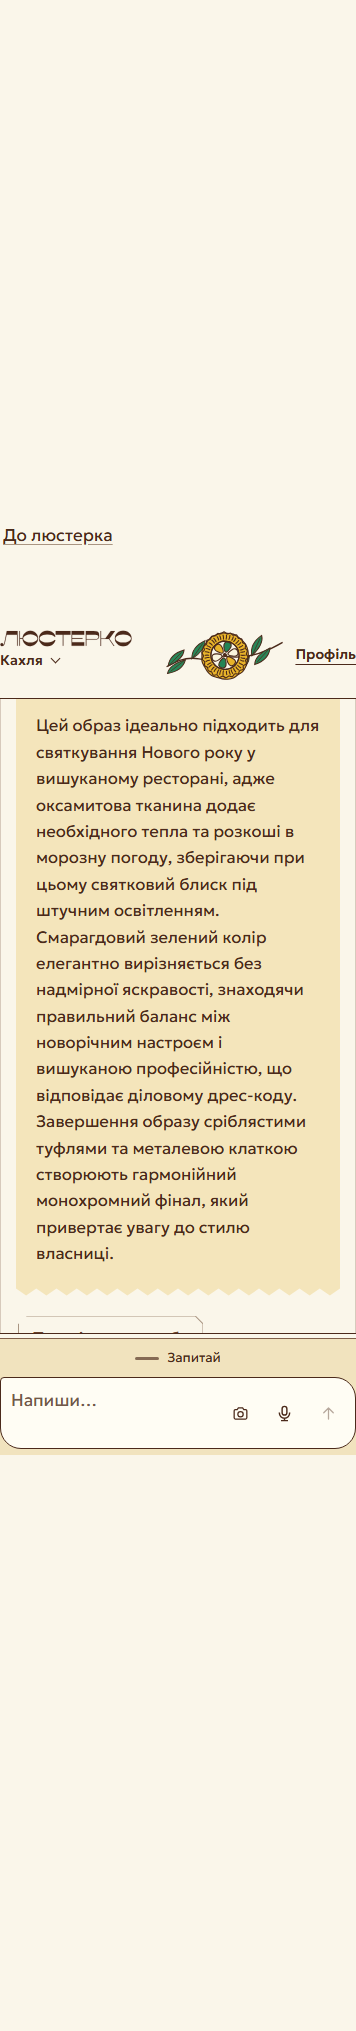 До люстерка
ЛЮСТЕРКО
Кахля
Профіль
Цей образ ідеально підходить для
святкування Нового року у
вишуканому ресторані, адже
оксамитова тканина додає
необхідного тепла та розкоші в
морозну погоду, зберігаючи при
цьому святковий блиск під
штучним освітленням.
Смарагдовий зелений колір
елегантно вирізняється без
надмірної яскравості, знаходячи
правильний баланс між
новорічним настроєм і
вишуканою професійністю, що
відповідає діловому дрес-коду.
Завершення образу сріблястими
туфлями та металевою клаткою
створюють гармонійний
монохромний фінал, який
привертає увагу до стилю
власниці.
Запитай
Напиши...